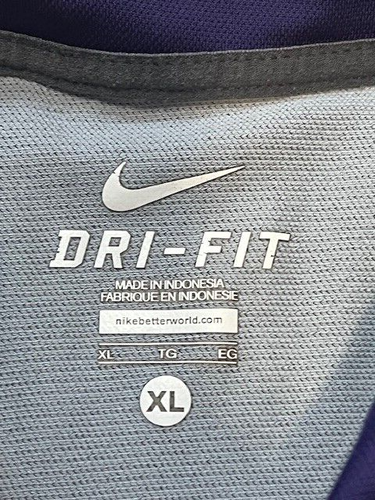 DRI-FIT
MADE IN INDONESIA
FABRIQUE EN INDONESIE
nikebetterworld.com
XL TG EG
XL